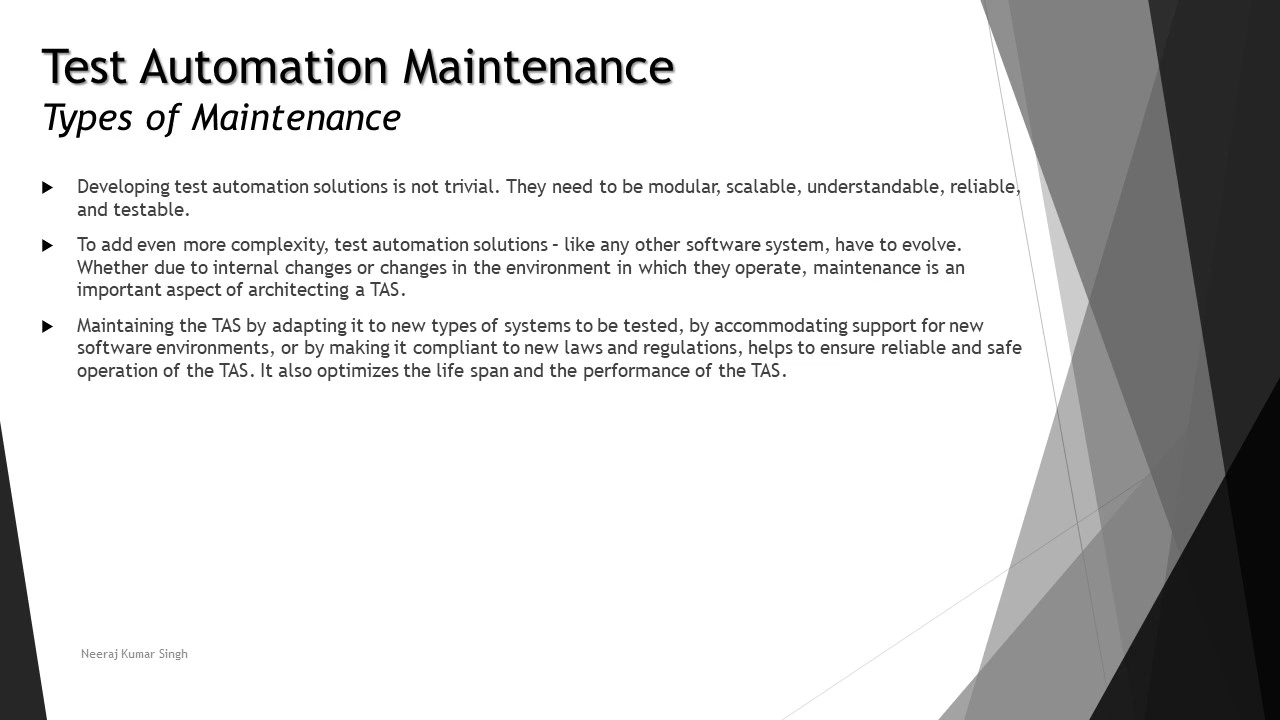 Test Automation Maintenance
Types of Maintenance
Developing test automation solutions is not trivial. They need to be modular, scalable, understandable, reliable,
and testable.
To add even more complexity, test automation solutions – like any other software system, have to evolve.
Whether due to internal changes or changes in the environment in which they operate, maintenance is an
important aspect of architecting a TAS.
Maintaining the TAS by adapting it to new types of systems to be tested, by accommodating support for new
software environments, or by making it compliant to new laws and regulations, helps to ensure reliable and safe
operation of the TAS. It also optimizes the life span and the performance of the TAS.
Neeraj Kumar Singh